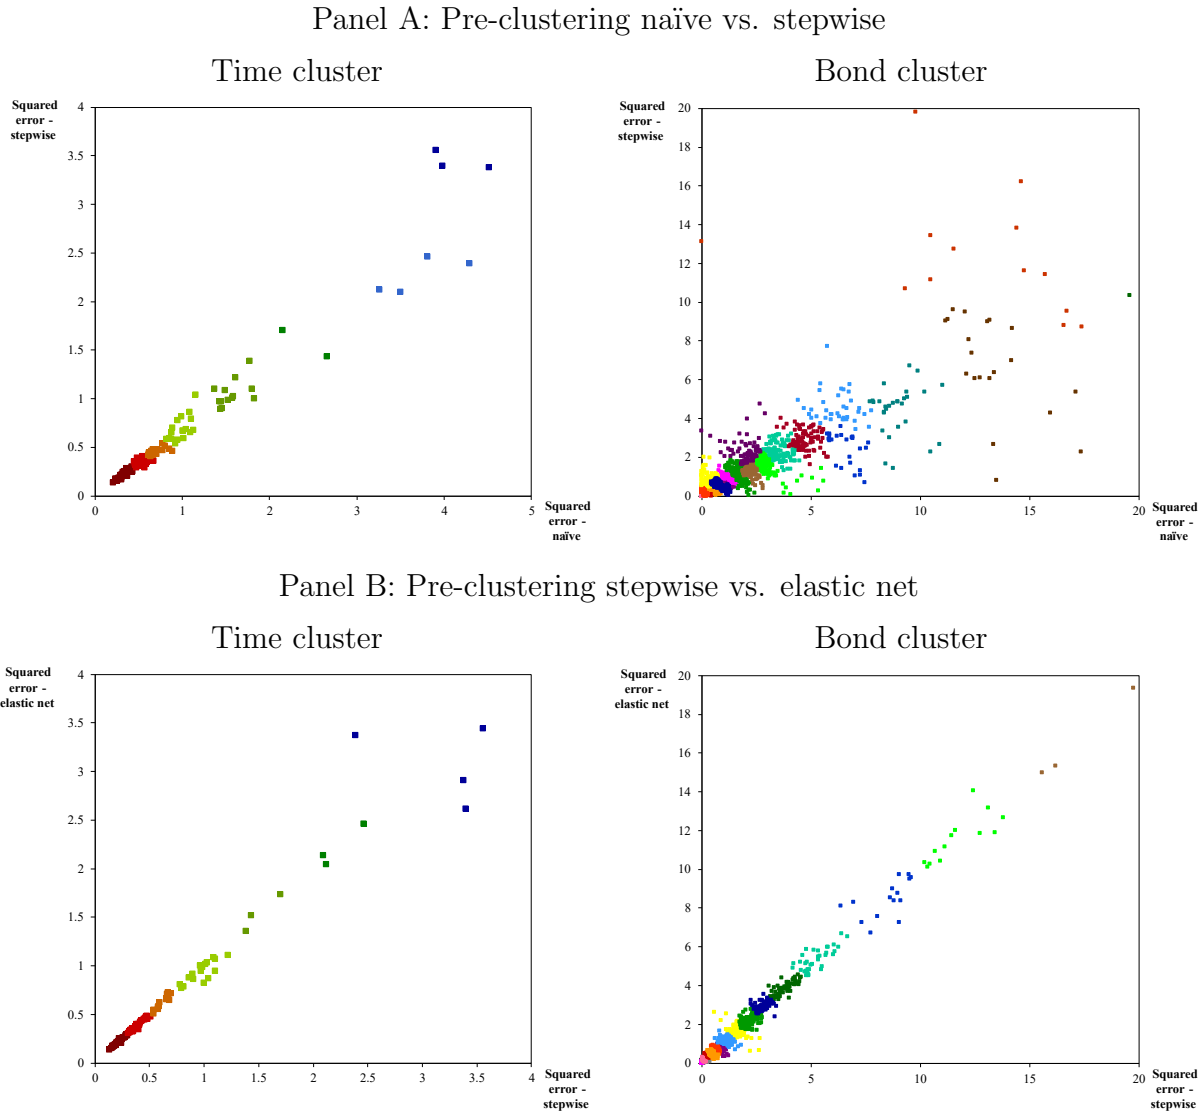 Panel A: Pre-clustering naïve vs. stepwise
Time cluster
Bond cluster
Squared
error -
stepwise
4
3.5
3
2.5
2
1.5
1
0.5
0
0
1
2
3
4
5
Squared
error -
naïve
Squared
error -
stepwise
20
18
16
14
12
10
8
6
4
2
0
0
5
10
15
20
Squared
error -
naïve
Panel B: Pre-clustering stepwise vs. elastic net
Time cluster
Bond cluster
Squared
error -
elastic net
4
3.5
3
2.5
2
1.5
1
0.5
0
0
0.5
1
1.5
2
2.5
3
3.5
4
Squared
error -
stepwise
Squared
error -
elastic net
20
18
16
14
12
10
8
6
4
2
0
0
5
10
15
20
Squared
error -
stepwise